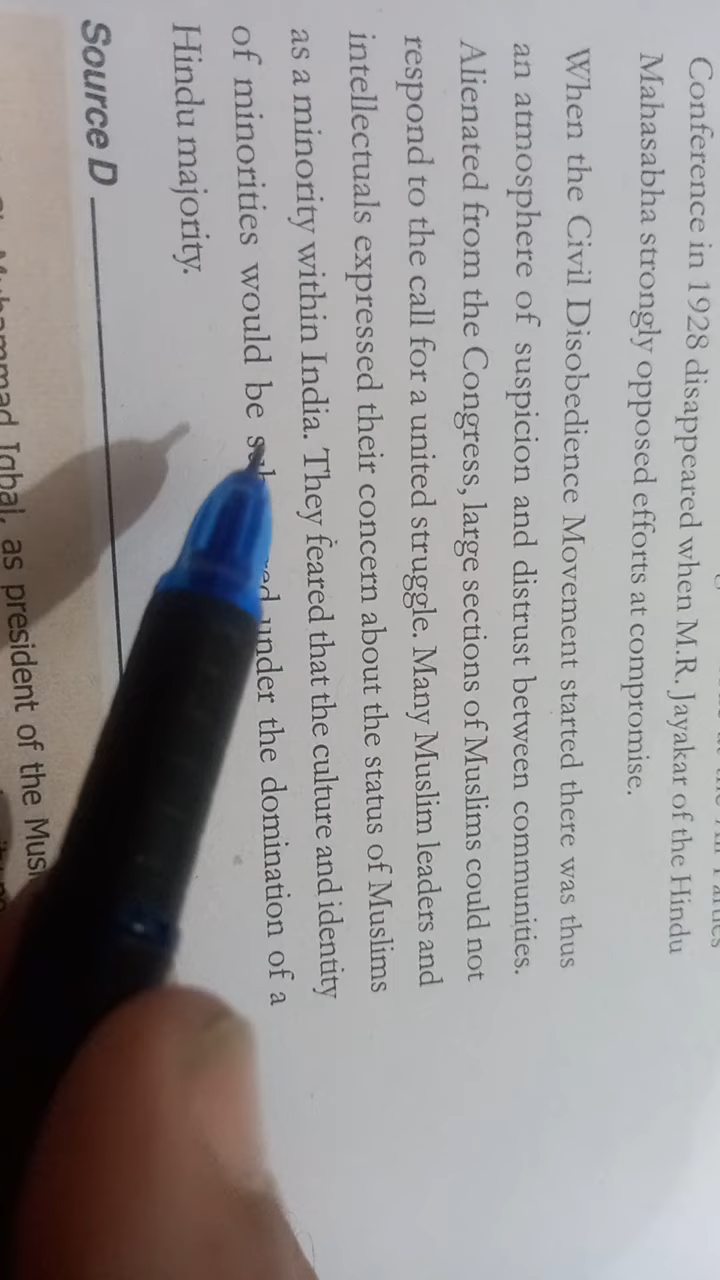 Conference in 1928 disappeared when M.R. Jayakar of the Hindu
Mahasabha strongly opposed efforts at compromise.
When the Civil Disobedience Movement started there was thus
an atmosphere of suspicion and distrust between communities.
Alienated from the Congress, large sections of Muslims could not
respond to the call for a united struggle. Many Muslim leaders and
intellectuals expressed their concern about the status of Muslims
as a minority within India. They feared that the culture and identity
of minorities would be under the domination of a
Hindu majority.
Source D
Iqbal, as president of the